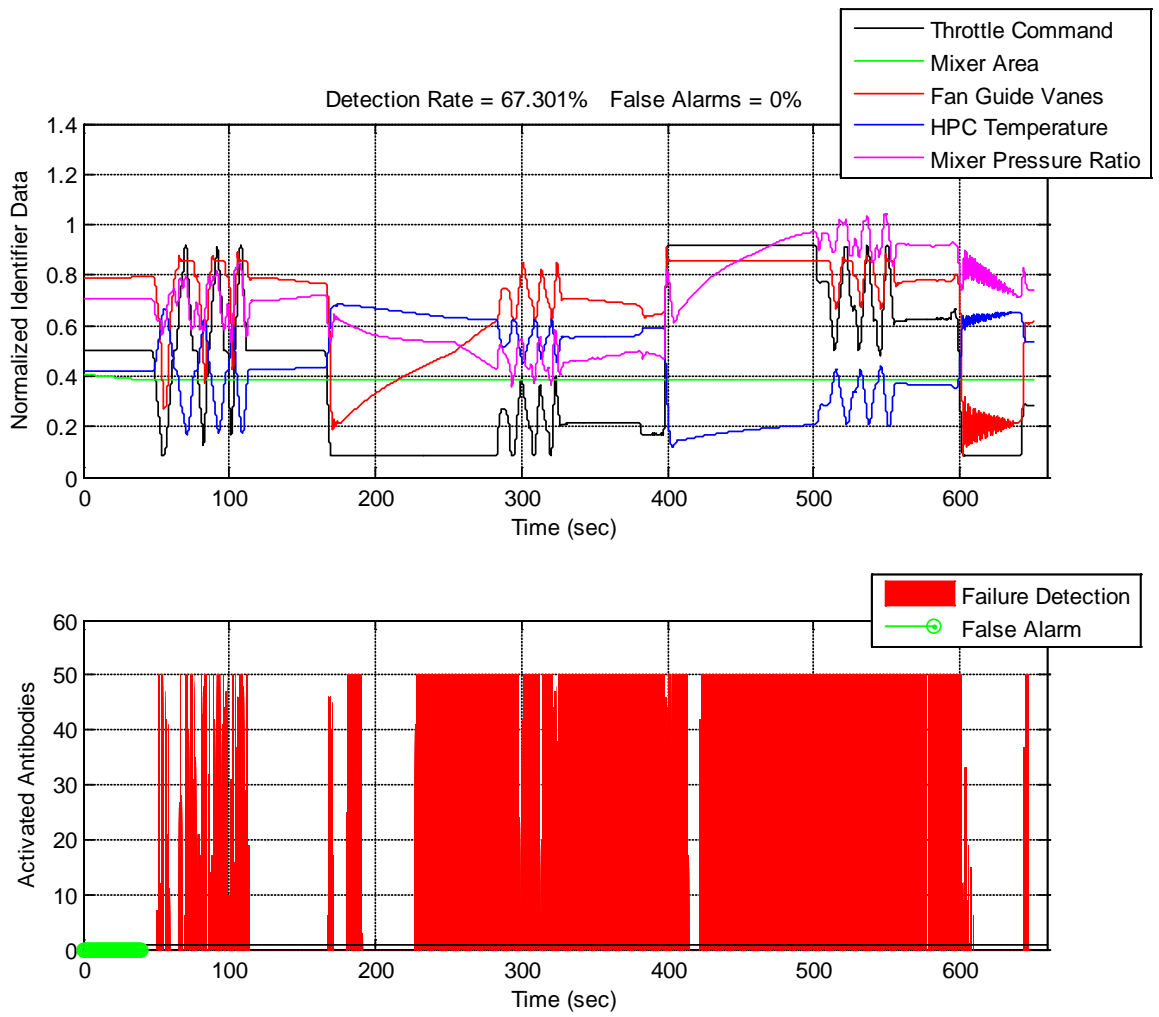 Throttle Command
Mixer Area
Fan Guide Vanes
HPC Temperature
Mixer Pressure Ratio
Detection Rate = 67.301% False Alarms = 0%
1.4
1.2
1
0.8
0.6
0.4
0.2
0
Normalized Identifier Data
0 100 200 300 400 500 600
Time (sec)
Failure Detection
False Alarm
60
50
40
30
20
10
0
Activated Antibodies
0 100 200 300 400 500 600
Time (sec)